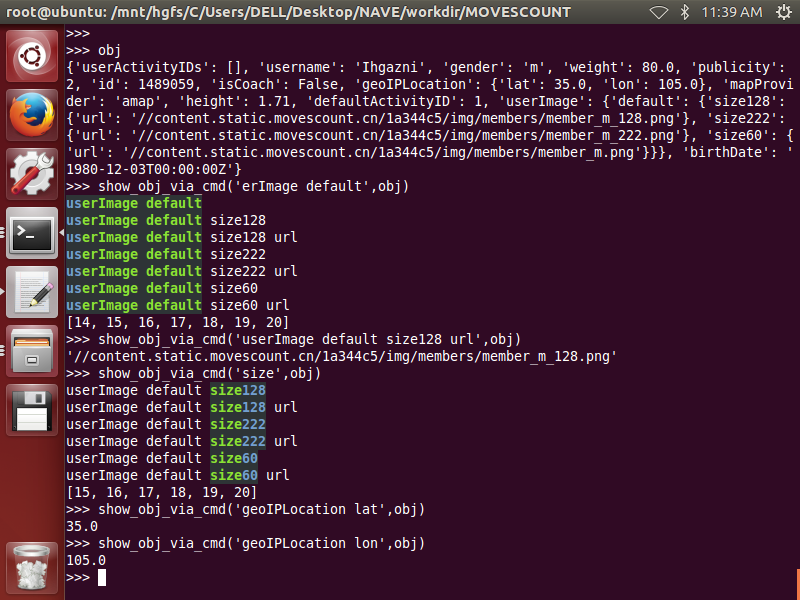 root@ubuntu: /mnt/hgfs/C/Users/DELL/Desktop/NAVE/workdir/MOVESCOUNT 11:39 AM
>>>
>>> obj
{'userActivityIDs': [], 'username': 'Ihgazni', 'gender': 'm', 'weight': 80.0, 'publicity':
2, 'id': 1489059, 'isCoach': False, 'geoIPLocation': {'lat': 35.0, 'lon': 105.0}, 'mapProvi
der': 'amap', 'height': 1.71, 'defaultActivityID': 1, 'userImage': {'default': {'size128':
{'url': '//content.static.movescount.cn/1a344c5/img/members/member_m_128.png'}, 'size222':
{'url': '//content.static.movescount.cn/1a344c5/img/members/member_m_222.png'}, 'size60': {
'url': '//content.static.movescount.cn/1a344c5/img/members/member_m.png'}}}, 'birthDate': '
1980-12-03T00:00:00Z'}
>>> show_obj_via_cmd('erImage default',obj)
userImage default
userImage default size128
userImage default size128 url
userImage default size222
userImage default size222 url
userImage default size60
userImage default size60 url
[14, 15, 16, 17, 18, 19, 20]
>>> show_obj_via_cmd('userImage default size128 url',obj)
'//content.static.movescount.cn/1a344c5/img/members/member_m_128.png'
>>> show_obj_via_cmd('size',obj)
userImage default size128
userImage default size128 url
userImage default size222
userImage default size222 url
userImage default size60
userImage default size60 url
[15, 16, 17, 18, 19, 20]
>>> show_obj_via_cmd('geoIPLocation lat',obj)
35.0
>>> show_obj_via_cmd('geoIPLocation lon',obj)
105.0
>>>